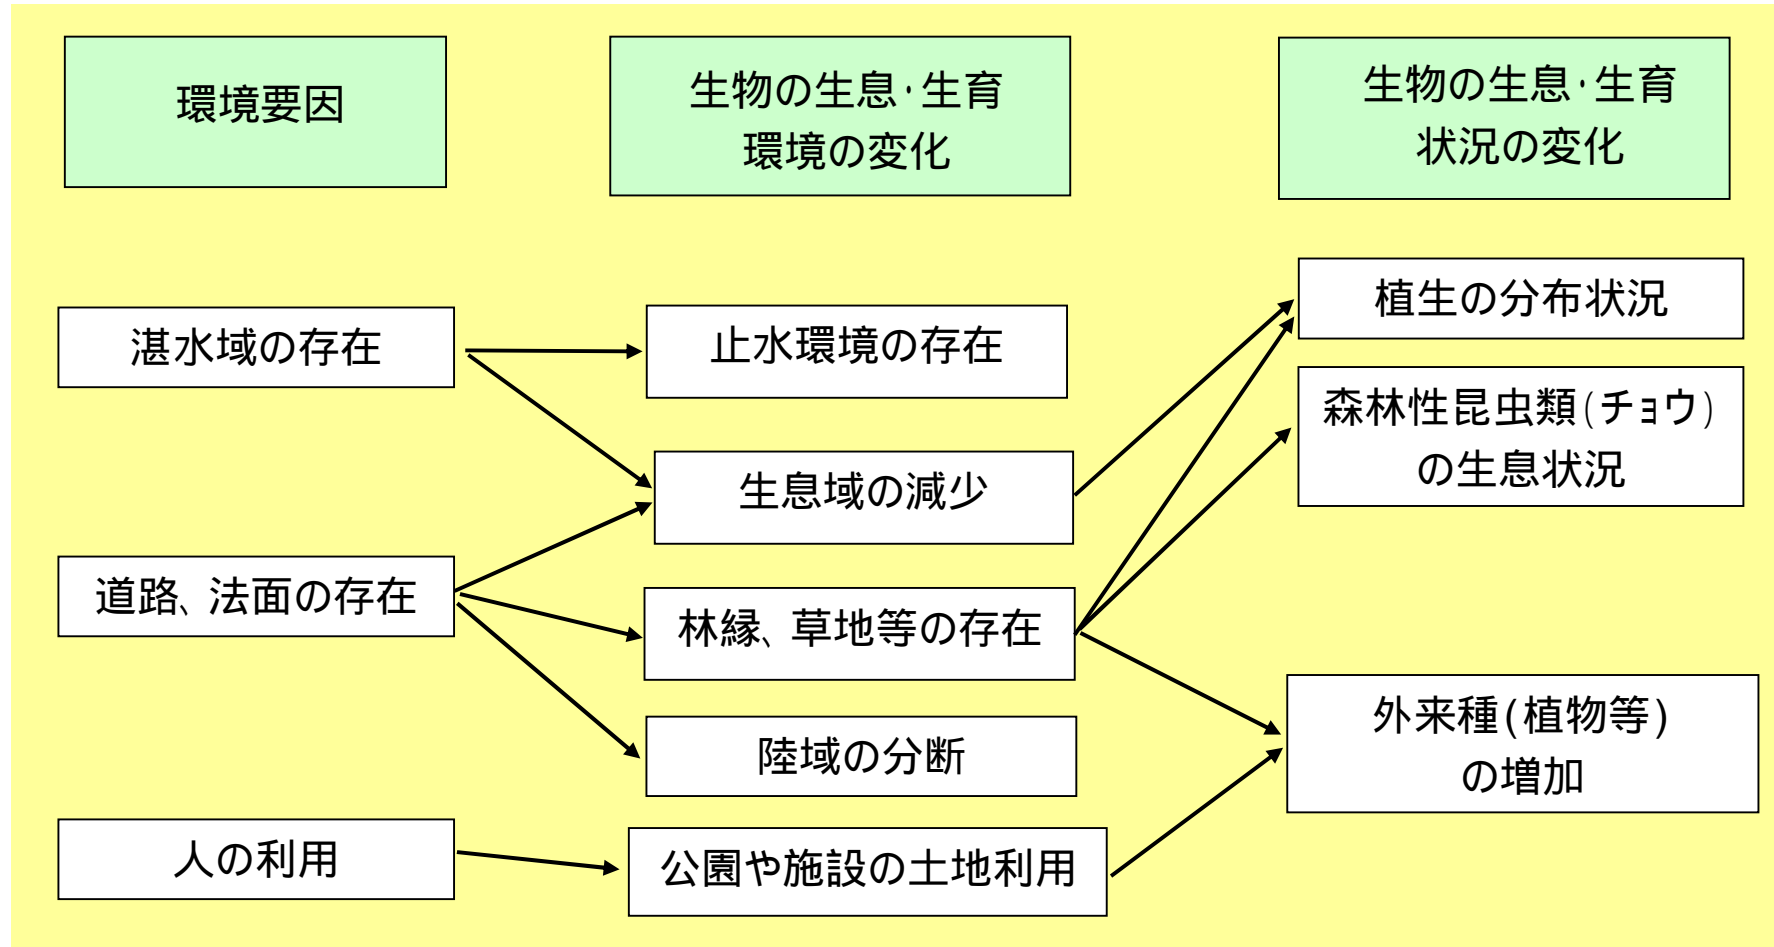 環境要因
生物の生息・生育
環境の変化
生物の生息・生育
状況の変化
湛水域の存在
道路、法面の存在
人の利用
止水環境の存在
生息域の減少
林縁、草地等の存在
陸域の分断
公園や施設の土地利用
植生の分布状況
森林性昆虫類(チョウ)
の生息状況
外来種(植物等)
の増加